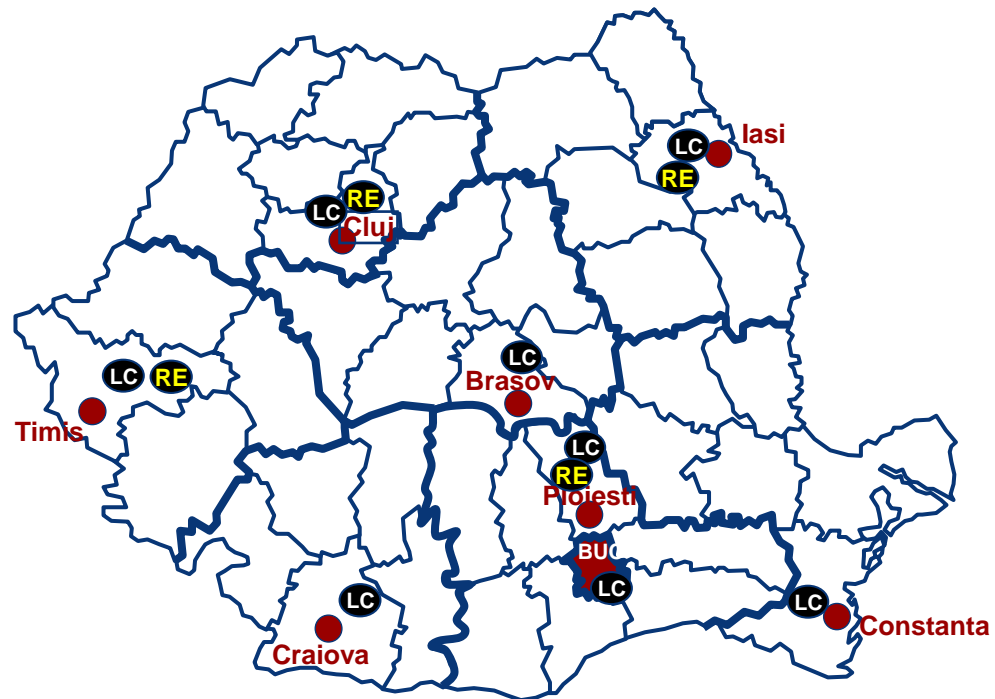 Iasi
LC
RE
RE
LC
Cluj
LC
Brasov
LC
RE
Timis
LC
RE
Ploiesti
BUC
LC
LC
Craiova
LC
Constanta